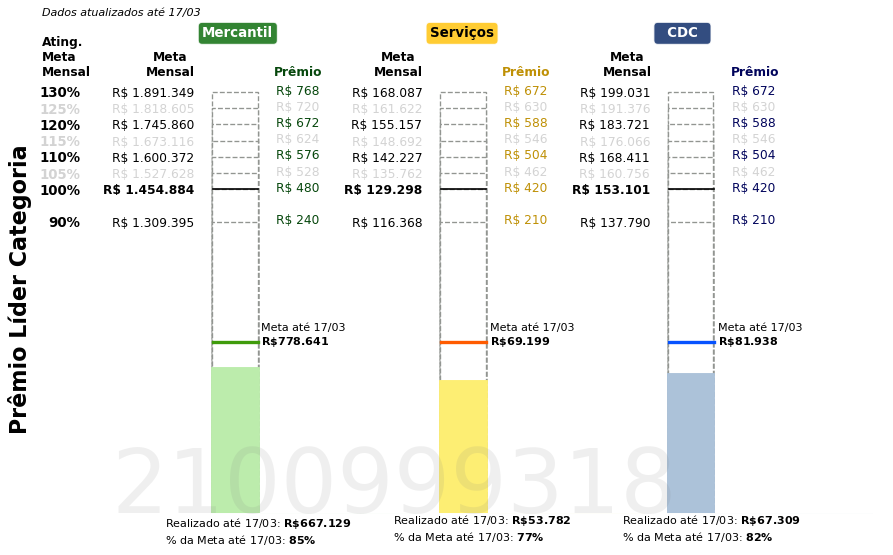 Dados atualizados até 17/03
Mercantil Serviços CDC
Ating. Meta Mensal Meta Mensal Prêmio Meta Mensal Prêmio Meta Mensal Prêmio
130% R$ 1.891.349 R$ 768 R$ 168.087 R$ 672 R$ 199.031 R$ 672
125% R$ 1.818.605 R$ 720 R$ 161.622 R$ 630 R$ 191.376 R$ 630
120% R$ 1.745.860 R$ 672 R$ 155.157 R$ 588 R$ 183.721 R$ 588
115% R$ 1.673.116 R$ 624 R$ 148.692 R$ 546 R$ 176.066 R$ 546
110% R$ 1.600.372 R$ 576 R$ 142.227 R$ 504 R$ 168.411 R$ 504
105% R$ 1.527.628 R$ 528 R$ 135.762 R$ 462 R$ 160.756 R$ 462
100% R$ 1.454.884 R$ 480 R$ 129.298 R$ 420 R$ 153.101 R$ 420
90% R$ 1.309.395 R$ 240 R$ 116.368 R$ 210 R$ 137.790 R$ 210
Prêmio Líder Categoria
Meta até 17/03 Meta até 17/03 Meta até 17/03
R$778.641 R$69.199 R$81.938
2100999318
Realizado até 17/03: R$667.129 Realizado até 17/03: R$53.782 Realizado até 17/03: R$67.309
% da Meta até 17/03: 85% % da Meta até 17/03: 77% % da Meta até 17/03: 82%